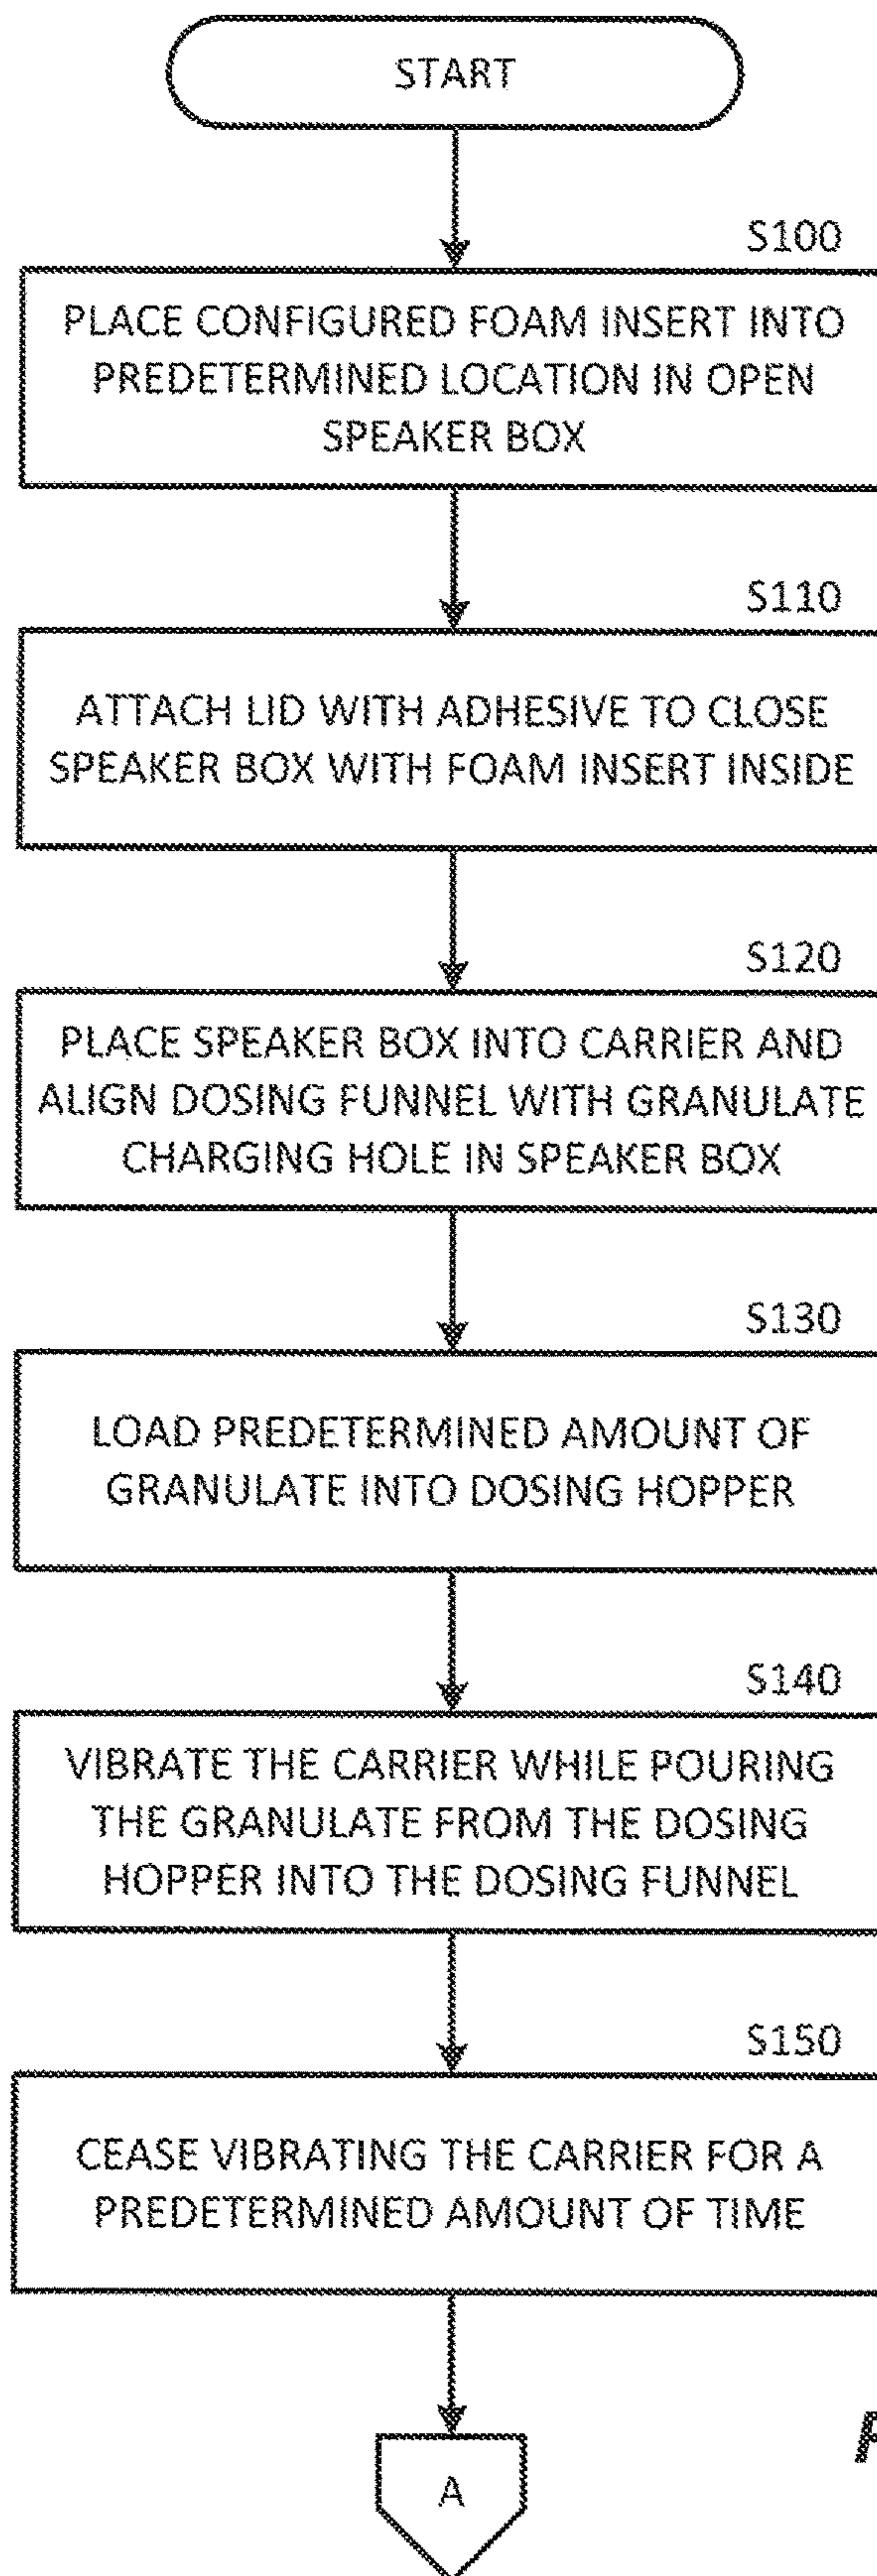 START
S100
PLACE CONFIGURED FOAM INSERT INTO
PREDETERMINED LOCATION IN OPEN
SPEAKER BOX
S110
ATTACH LID WITH ADHESIVE TO CLOSE
SPEAKER BOX WITH FOAM INSERT INSIDE
S120
PLACE SPEAKER BOX INTO CARRIER AND
ALIGN DOSING FUNNEL WITH GRANULATE
CHARGING HOLE IN SPEAKER BOX
S130
LOAD PREDETERMINED AMOUNT OF
GRANULATE INTO DOSING HOPPER
S140
VIBRATE THE CARRIER WHILE POURING
THE GRANULATE FROM THE DOSING
HOPPER INTO THE DOSING FUNNEL
S150
CEASE VIBRATING THE CARRIER FOR A
PREDETERMINED AMOUNT OF TIME
A